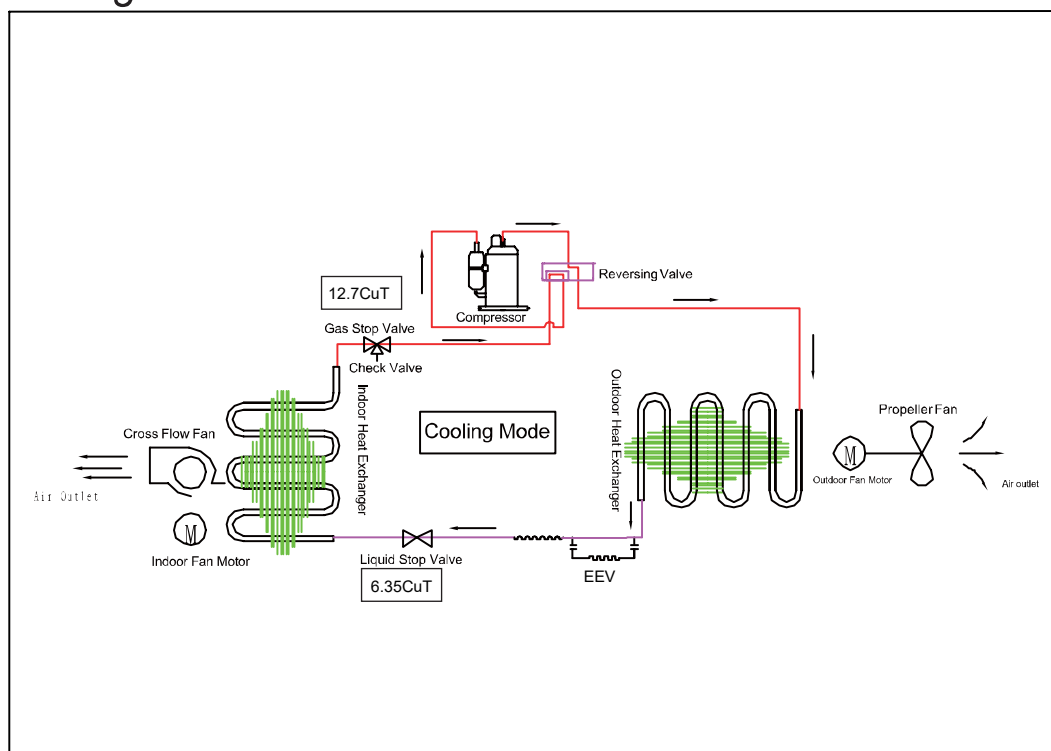 Reversing Valve
12.7CuT
Compressor
Gas Stop Valve
Check Valve
Indoor Heat Exchanger
Outdoor Heat Exchanger
Cooling Mode
Propeller Fan
Cross Flow Fan
M
Outdoor Fan Motor
Air outlet
Air Outlet
M
Indoor Fan Motor
Liquid Stop Valve
EEV
6.35CuT